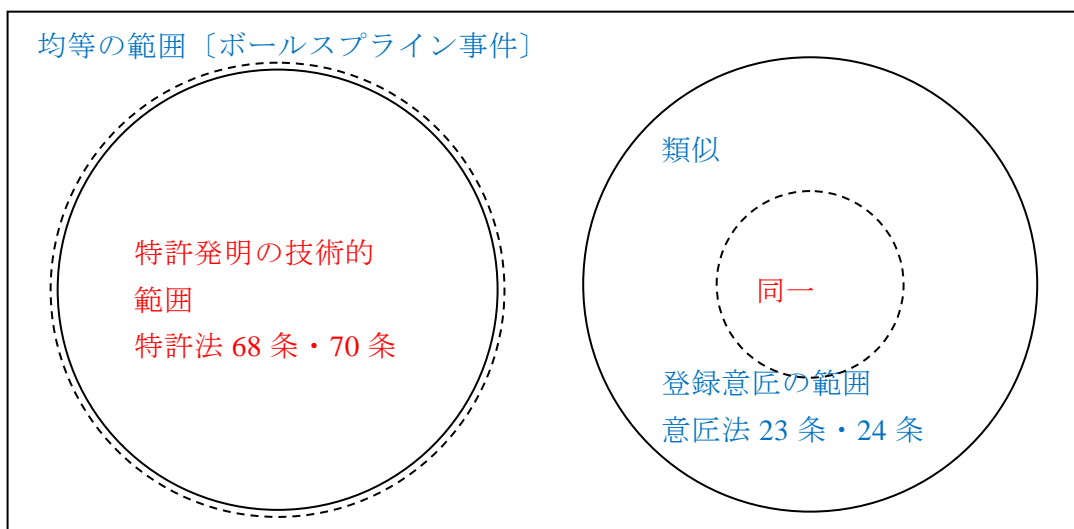 均等の範囲〔ボールスプライン事件〕
特許発明の技術的
範囲
特許法 68 条・70 条
類似
同一
登録意匠の範囲
意匠法 23 条・24 条